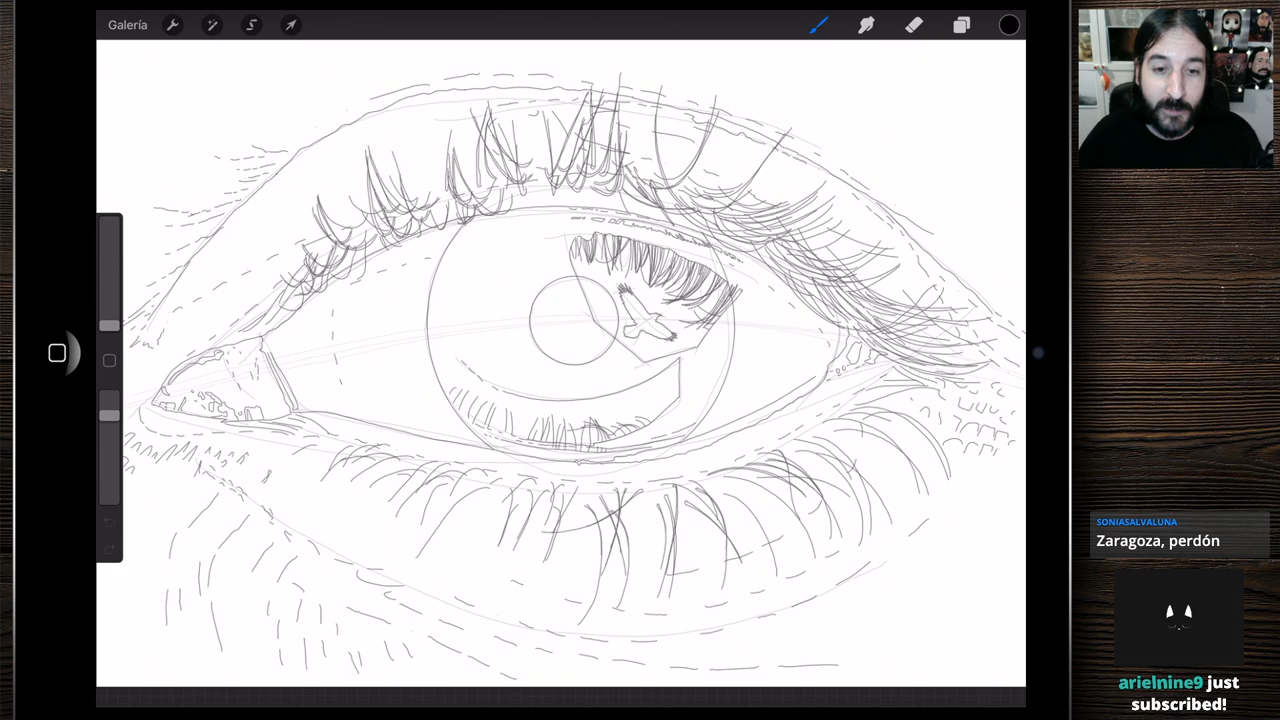 Galería
SONIASALVALUNA
Zaragoza, perdón
arielnine9 just
subscribed!